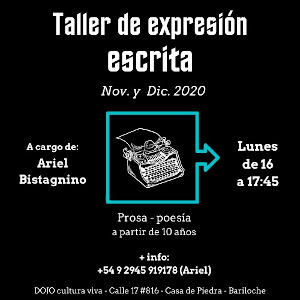 Taller de expresión
escrita
Nov. y Dic. 2020
A cargo de:
Ariel
Bistagnino
Lunes
de 16
a 17:45
Prosa - poesía
a partir de 10 años
+ info:
+54 9 2945 919178 (Ariel)
DOJO cultura viva - Calle 17 #816 - Casa de Piedra - Bariloche